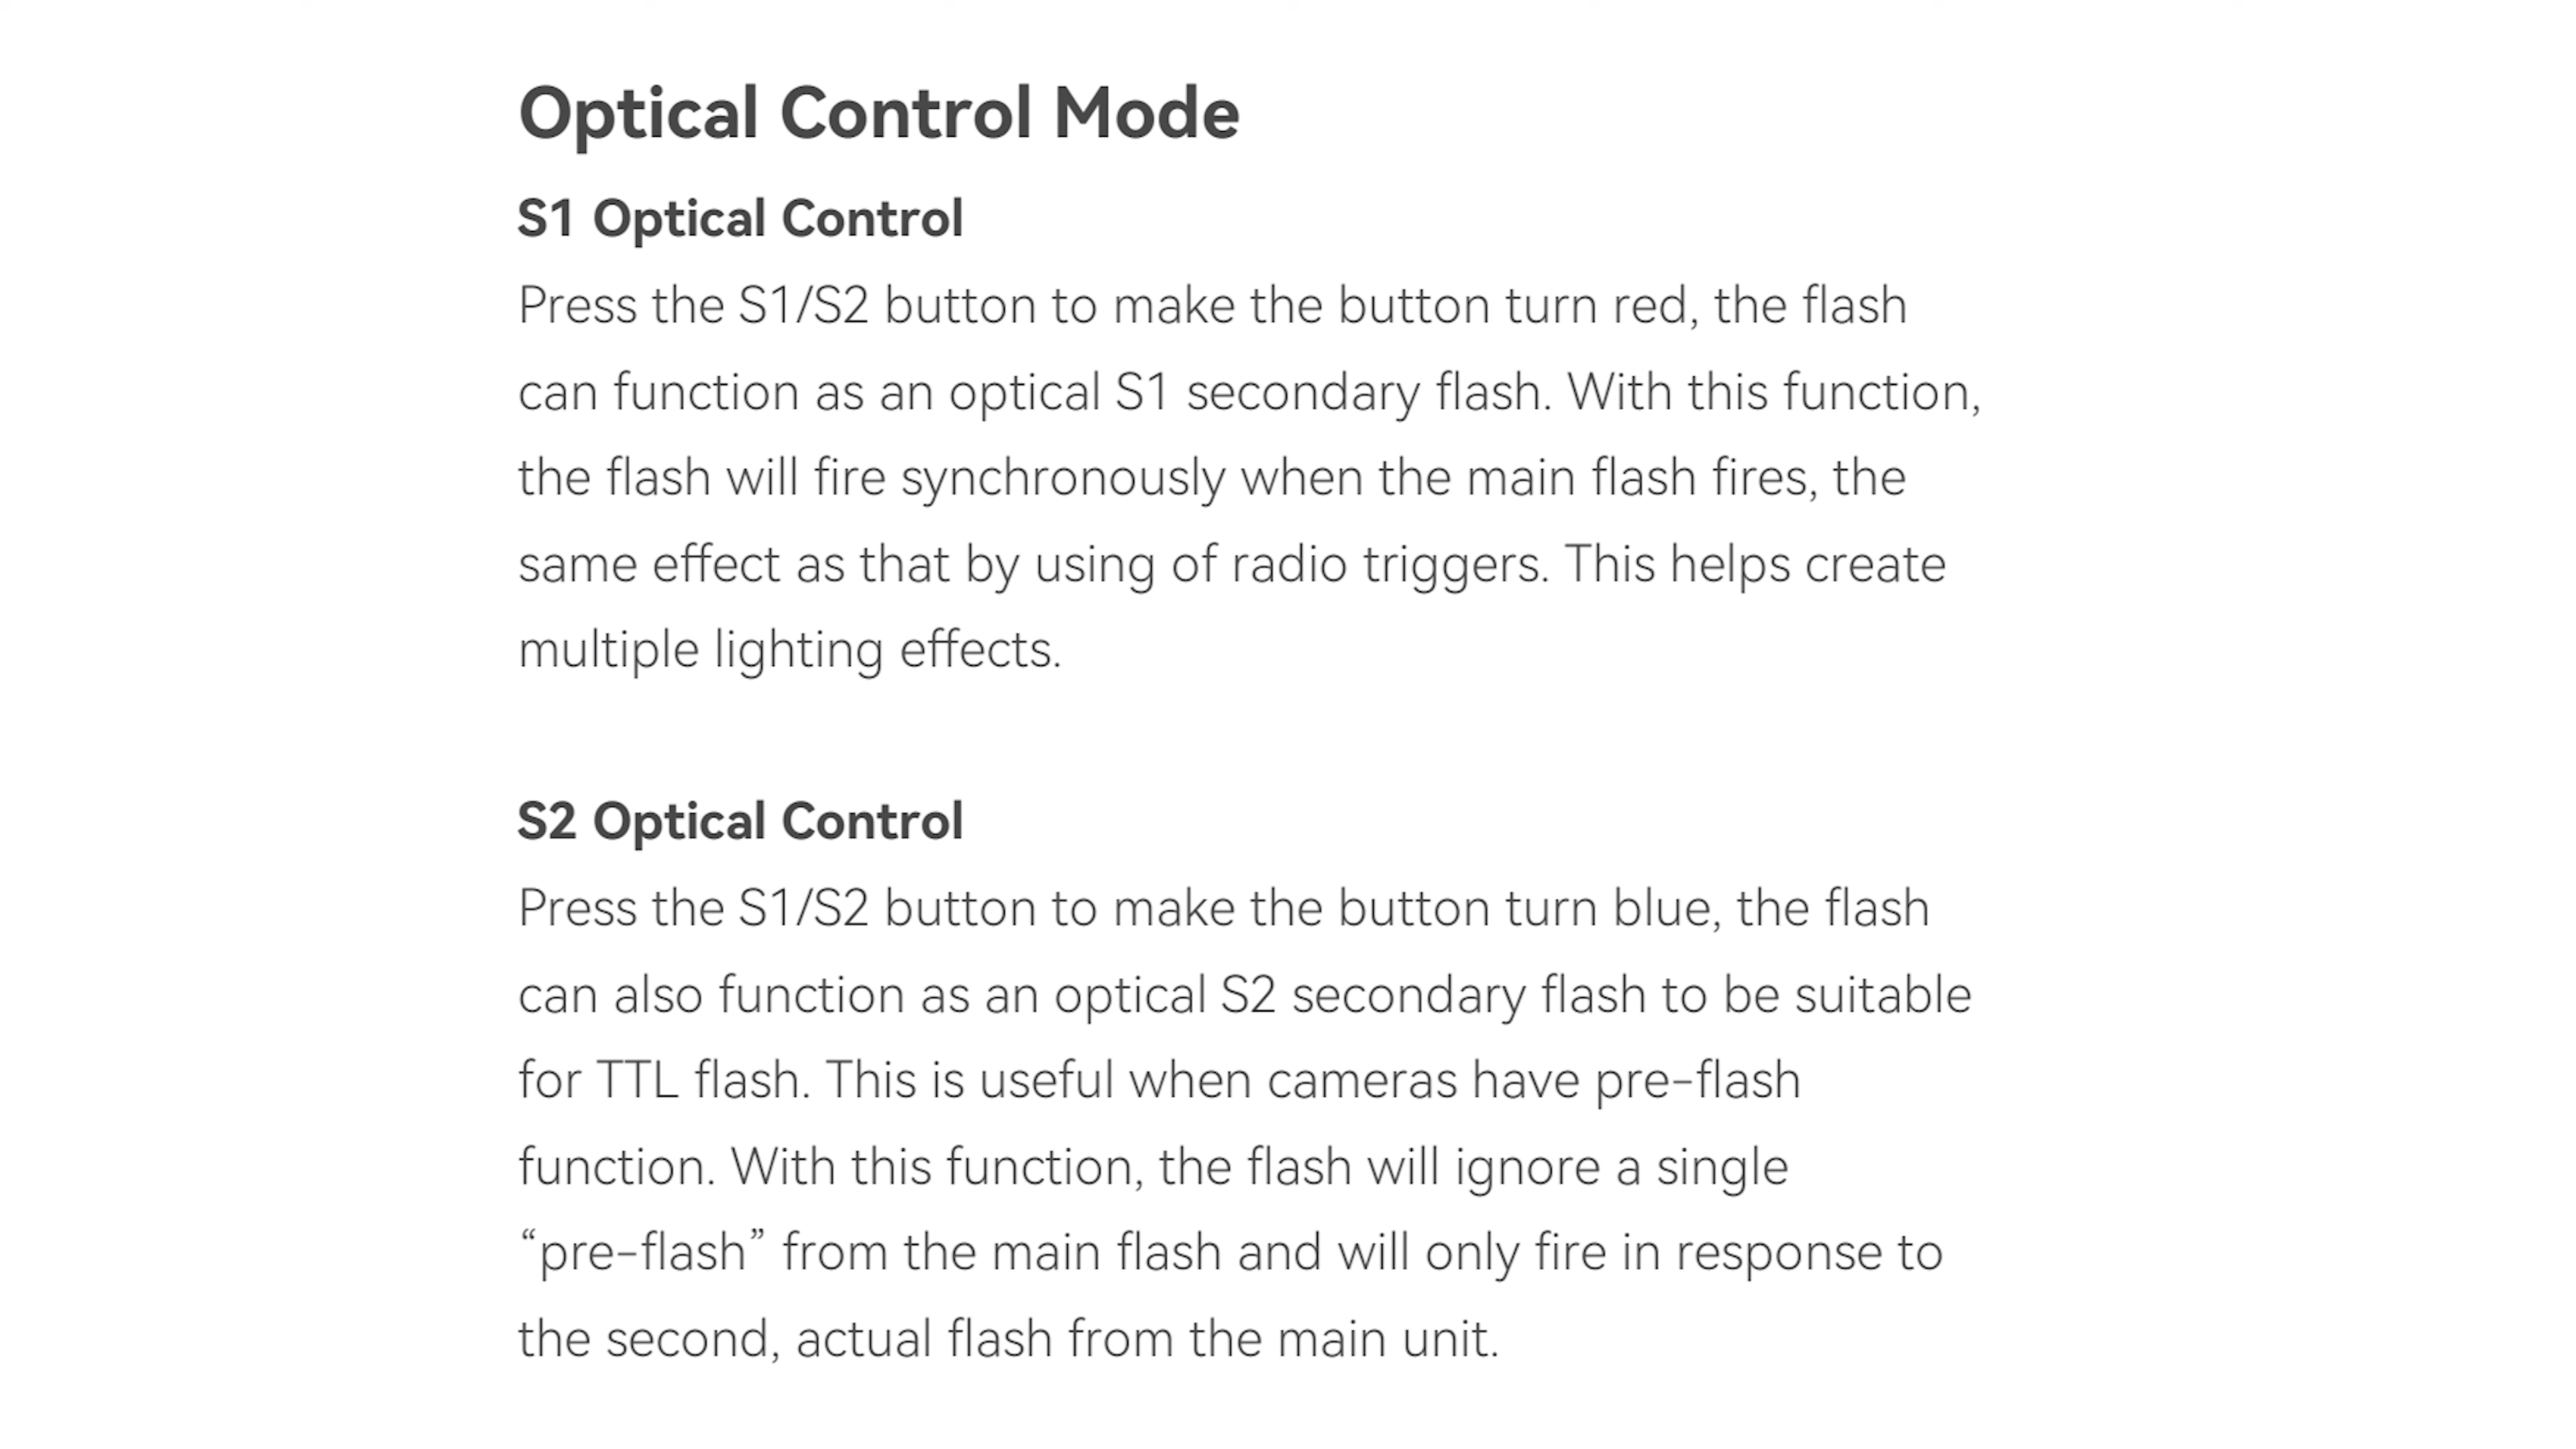 Optical Control Mode
S1 Optical Control
Press the S1/S2 button to make the button turn red, the flash
can function as an optical S1 secondary flash. With this function,
the flash will fire synchronously when the main flash fires, the
same effect as that by using of radio triggers. This helps create
multiple lighting effects.
S2 Optical Control
Press the S1/S2 button to make the button turn blue, the flash
can also function as an optical S2 secondary flash to be suitable
for TTL flash. This is useful when cameras have pre-flash
function. With this function, the flash will ignore a single
“pre-flash” from the main flash and will only fire in response to
the second, actual flash from the main unit.